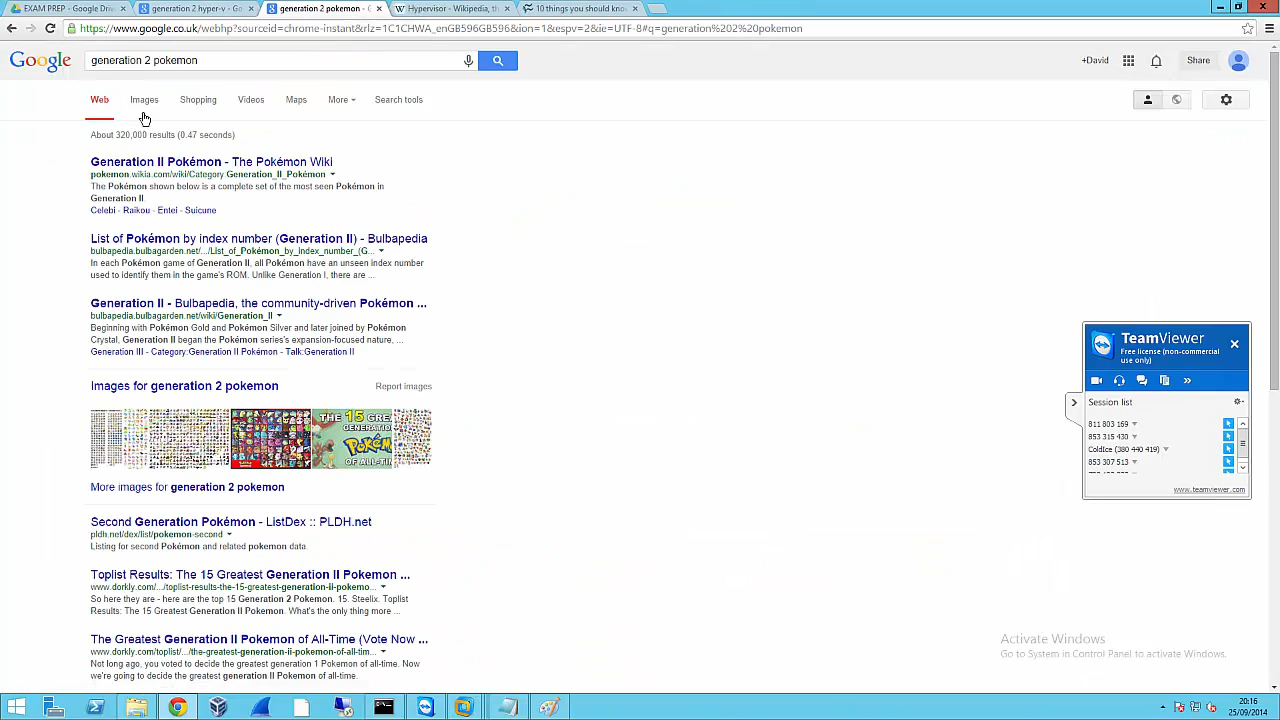 EXAM PREP - Google Driv
generation 2 hyper-v - Go
generation 2 pokemon - G
Hypervisor - Wikipedia, th
10 things you should know
https://www.google.co.uk/webhp?sourceid=chrome-instant&rlz=1C1CHWA_enGB596GB596&ion=1&espv=2&ie=UTF-8#q=generation%202%20pokemon
Google
generation 2 pokemon
+David
Share
Web Images Shopping Videos Maps More Search tools
About 320,000 results (0.47 seconds)
Generation II Pokémon - The Pokémon Wiki
pokemon.wikia.com/wiki/Category:Generation_II_Pokémon
The Pokémon shown below is a complete set of the most seen Pokémon in
Generation II.
Celebi - Raikou - Entei - Suicune
List of Pokémon by index number (Generation II) - Bulbapedia
bulbapedia.bulbagarden.net/.../List_of_Pokémon_by_index_number_(G...
In each Pokémon game of Generation II, all Pokémon have an unseen index number
used to identify them in the game's ROM. Unlike Generation I, there are ...
Generation II - Bulbapedia, the community-driven Pokémon ...
bulbapedia.bulbagarden.net/wiki/Generation_II
Beginning with Pokémon Gold and Pokémon Silver and later joined by Pokémon
Crystal, Generation II began the Pokémon series's expansion-focused nature, ...
Generation III - Category:Generation II Pokémon - Talk:Generation II
Images for generation 2 pokemon
Report images
THE 15 GRE
GENERATION
POKÉM
OF ALL-TIM
More images for generation 2 pokemon
Second Generation Pokémon - ListDex :: PLDH.net
pldh.net/dex/list/pokemon-second
Listing for second Pokémon and related pokemon data.
Toplist Results: The 15 Greatest Generation II Pokemon ...
www.dorkly.com/.../toplist-results-the-15-greatest-generation-ii-pokemo...
So here they are - here are the top 15 Generation 2 Pokemon. 15. Steelix. Toplist
Results: The 15 Greatest Generation II Pokemon. What's the only thing more ...
The Greatest Generation II Pokemon of All-Time (Vote Now ...
www.dorkly.com/toplist/.../the-greatest-generation-ii-pokemon-of-all-tim...
Not long ago, you voted to decide the greatest generation 1 Pokemon of all-time. Now
we're going to decide the greatest generation II Pokemon of all-time.
TeamViewer
Free license (non-commercial
use only)
Session list
811 803 169
853 315 430
ColdIce (380 440 419)
853 307 513
www.teamviewer.com
Activate Windows
Go to System in Control Panel to activate Windows.
20:16
25/09/2014